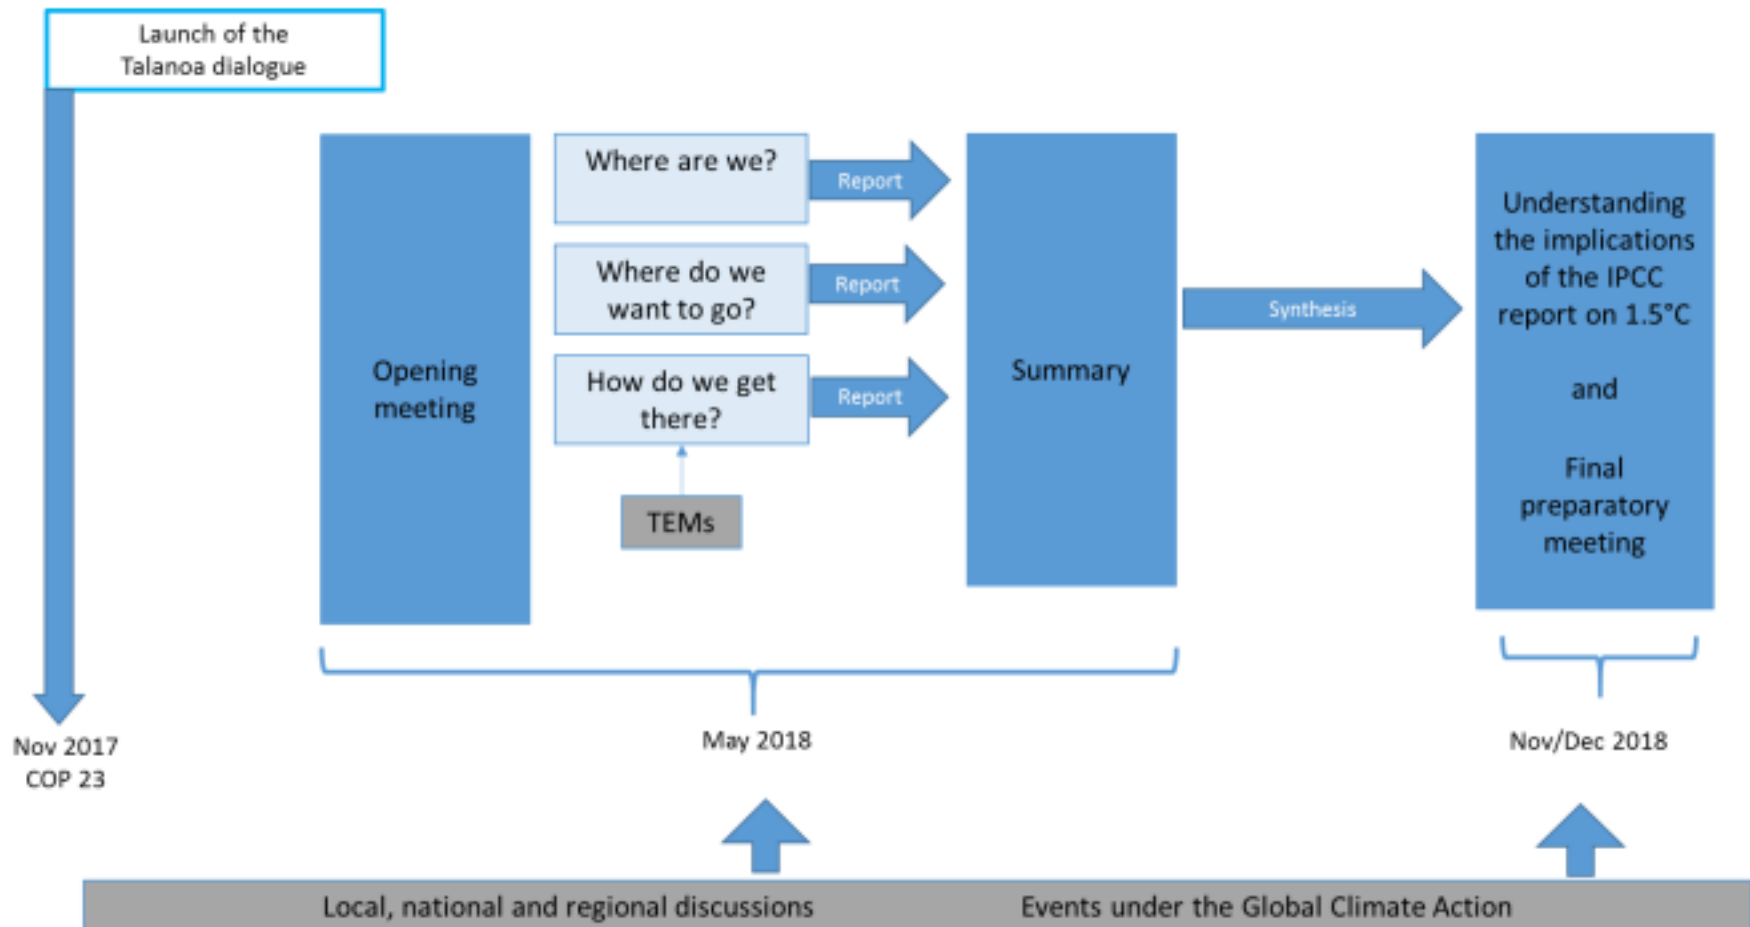 Launch of the
Talanoa dialogue
Where are we?
Report
Where do we
want to go?
Report
How do we get
there?
Report
TEMs
Opening
meeting
Summary
Synthesis
Understanding
the implications
of the IPCC
report on 1.5°C
and
Final
preparatory
meeting
Nov 2017
COP 23
May 2018
Nov/Dec 2018
Local, national and regional discussions
Events under the Global Climate Action